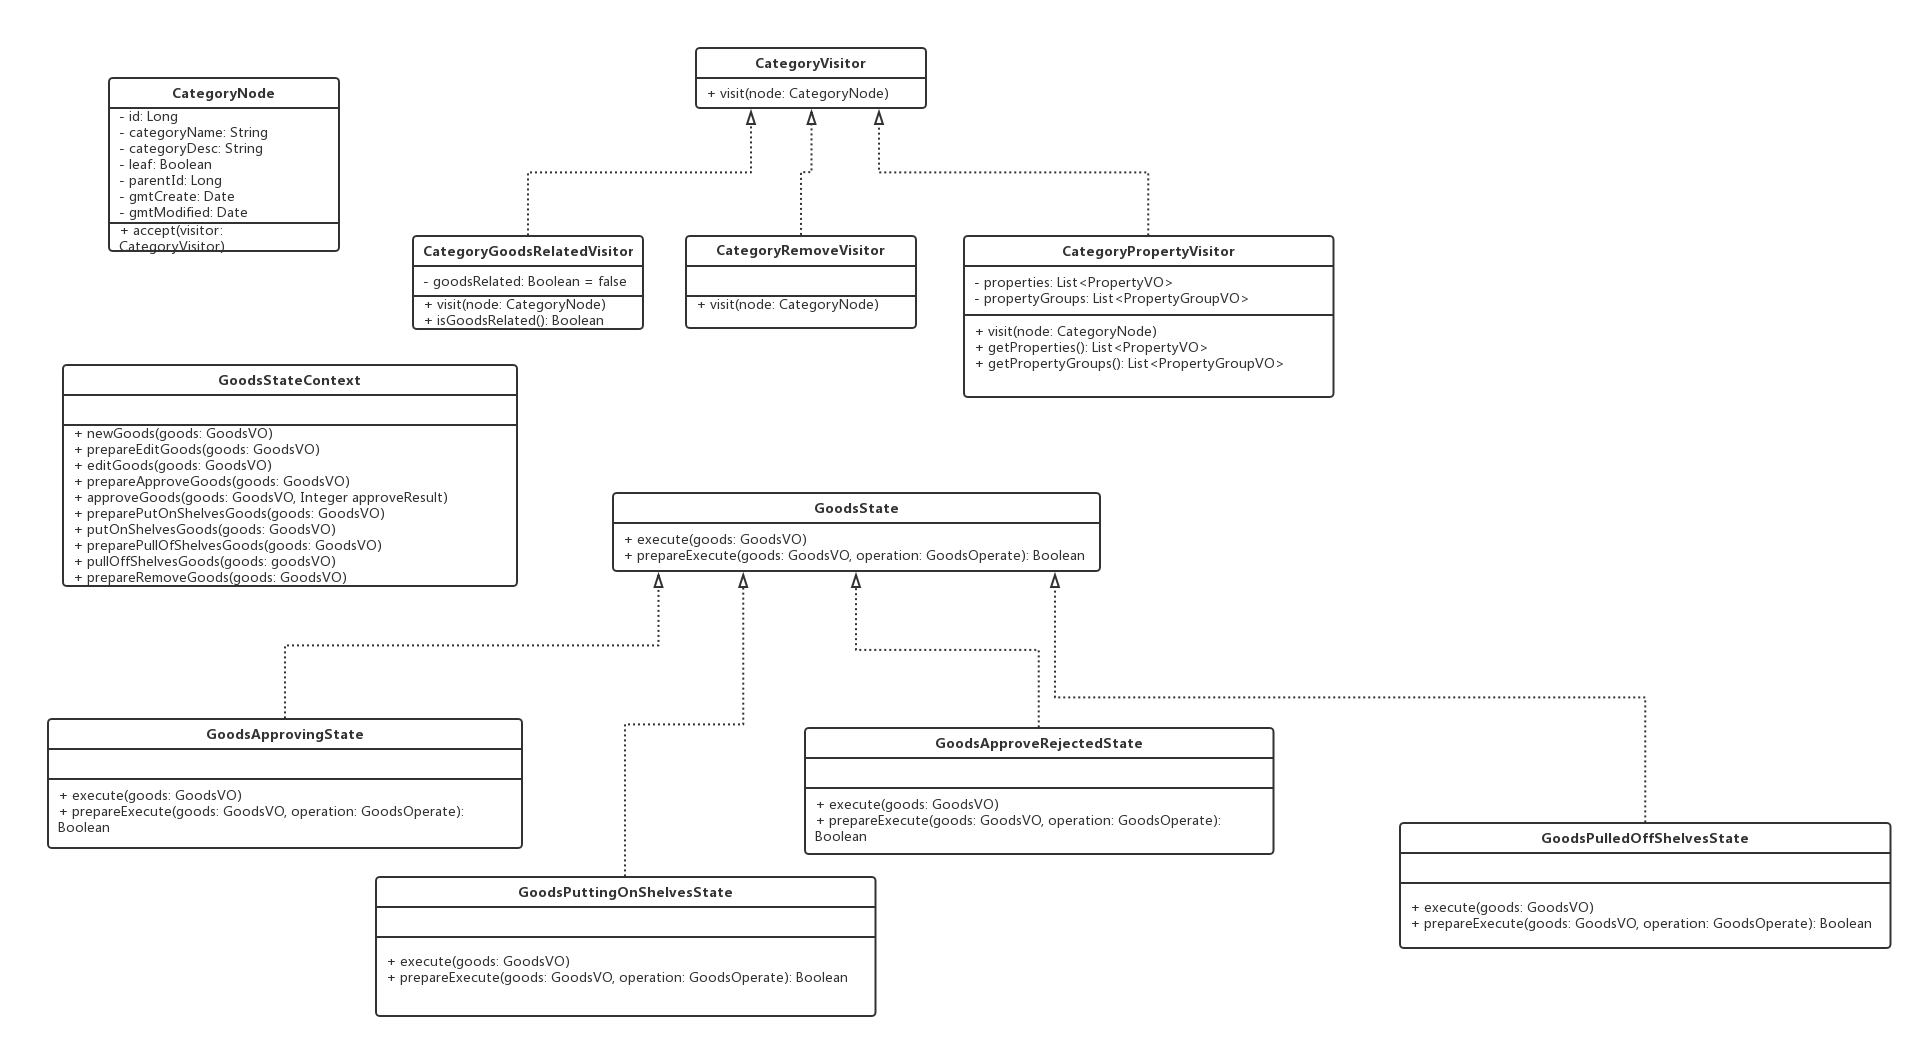 CategoryVisitor
+ visit(node: CategoryNode)
CategoryNode
- id: Long
- categoryName: String
- categoryDesc: String
- leaf: Boolean
- parentId: Long
- gmtCreate: Date
- gmtModified: Date
+ accept(visitor:
CategoryVisitor)
CategoryGoodsRelatedVisitor
- goodsRelated: Boolean = false
+ visit(node: CategoryNode)
+ isGoodsRelated(): Boolean
CategoryRemoveVisitor
+ visit(node: CategoryNode)
CategoryPropertyVisitor
- properties: List<PropertyVO>
- propertyGroups: List<PropertyGroupVO>
+ visit(node: CategoryNode)
+ getProperties(): List<PropertyVO>
+ getPropertyGroups(): List<PropertyGroupVO>
GoodsStateContext
+ newGoods(goods: GoodsVO)
+ prepareEditGoods(goods: GoodsVO)
+ editGoods(goods: GoodsVO)
+ prepareApproveGoods(goods: GoodsVO)
+ approveGoods(goods: GoodsVO, Integer approveResult)
+ preparePutOnShelvesGoods(goods: GoodsVO)
+ putOnShelvesGoods(goods: GoodsVO)
+ preparePullOfShelvesGoods(goods: GoodsVO)
+ pullOffShelvesGoods(goods: goodsVO)
+ prepareRemoveGoods(goods: GoodsVO)
GoodsState
+ execute(goods: GoodsVO)
+ prepareExecute(goods: GoodsVO, operation: GoodsOperate): Boolean
GoodsApprovingState
+ execute(goods: GoodsVO)
+ prepareExecute(goods: GoodsVO, operation: GoodsOperate):
Boolean
GoodsApproveRejectedState
+ execute(goods: GoodsVO)
+ prepareExecute(goods: GoodsVO, operation: GoodsOperate):
Boolean
GoodsPulledOffShelvesState
+ execute(goods: GoodsVO)
+ prepareExecute(goods: GoodsVO, operation: GoodsOperate): Boolean
GoodsPuttingOnShelvesState
+ execute(goods: GoodsVO)
+ prepareExecute(goods: GoodsVO, operation: GoodsOperate): Boolean